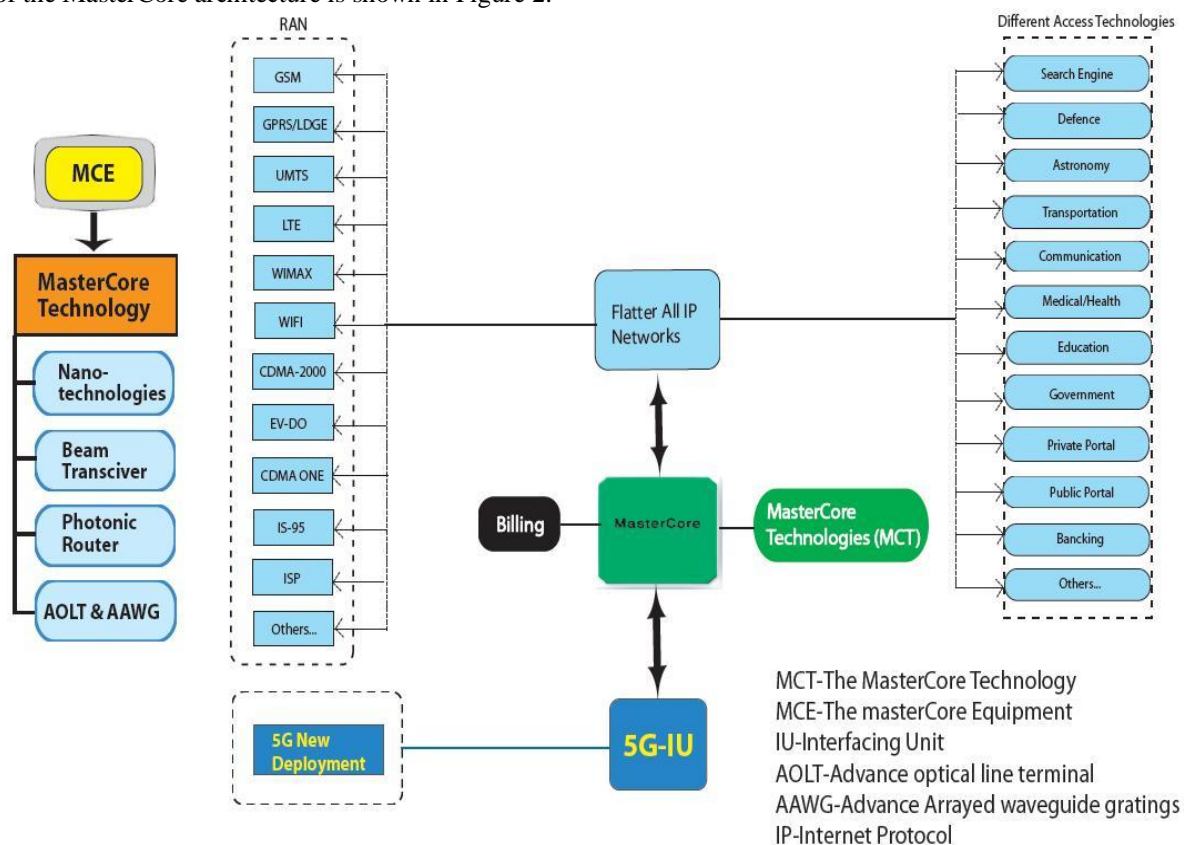 of the MasterCore architecture is shown in Figure 2.
RAN
GSM
GPRS/LDGE
UMTS
LTE
WIMAX
WIFI
CDMA-2000
EV-DO
CDMA ONE
IS-95
ISP
Others...
MCE
MasterCore
Technology
Nano-
technologies
Beam
Transciver
Photonic
Router
AOLT & AAWG
Flatter All IP
Networks
Billing
MasterCore
MasterCore
Technologies (MCT)
5G New
Deployment
5G-IU
Different Access Technologies
Search Engine
Defence
Astronomy
Transportation
Communication
Medical/Health
Education
Government
Private Portal
Public Portal
Bancking
Others...
MCT-The MasterCore Technology
MCE-The masterCore Equipment
IU-Interfacing Unit
AOLT-Advance optical line terminal
AAWG-Advance Arrayed waveguide gratings
IP-Internet Protocol